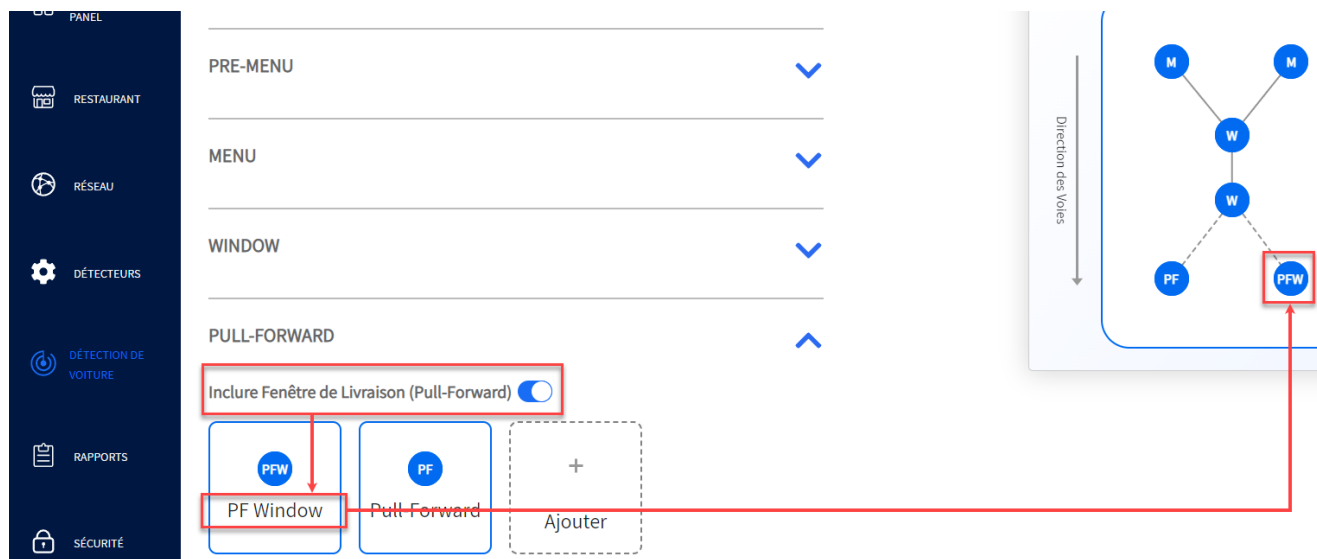 PANEL
RESTAURANT
RÉSEAU
DÉTECTEURS
DÉTECTION DE
VOITURE
RAPPORTS
SÉCURITÉ
PRE-MENU
MENU
WINDOW
PULL-FORWARD
Inclure Fenêtre de Livraison (Pull-Forward)
PFW
PF Window
PF
Pull-Forward
+
Ajouter
Direction des Voies
M
M
W
W
PF
PFW